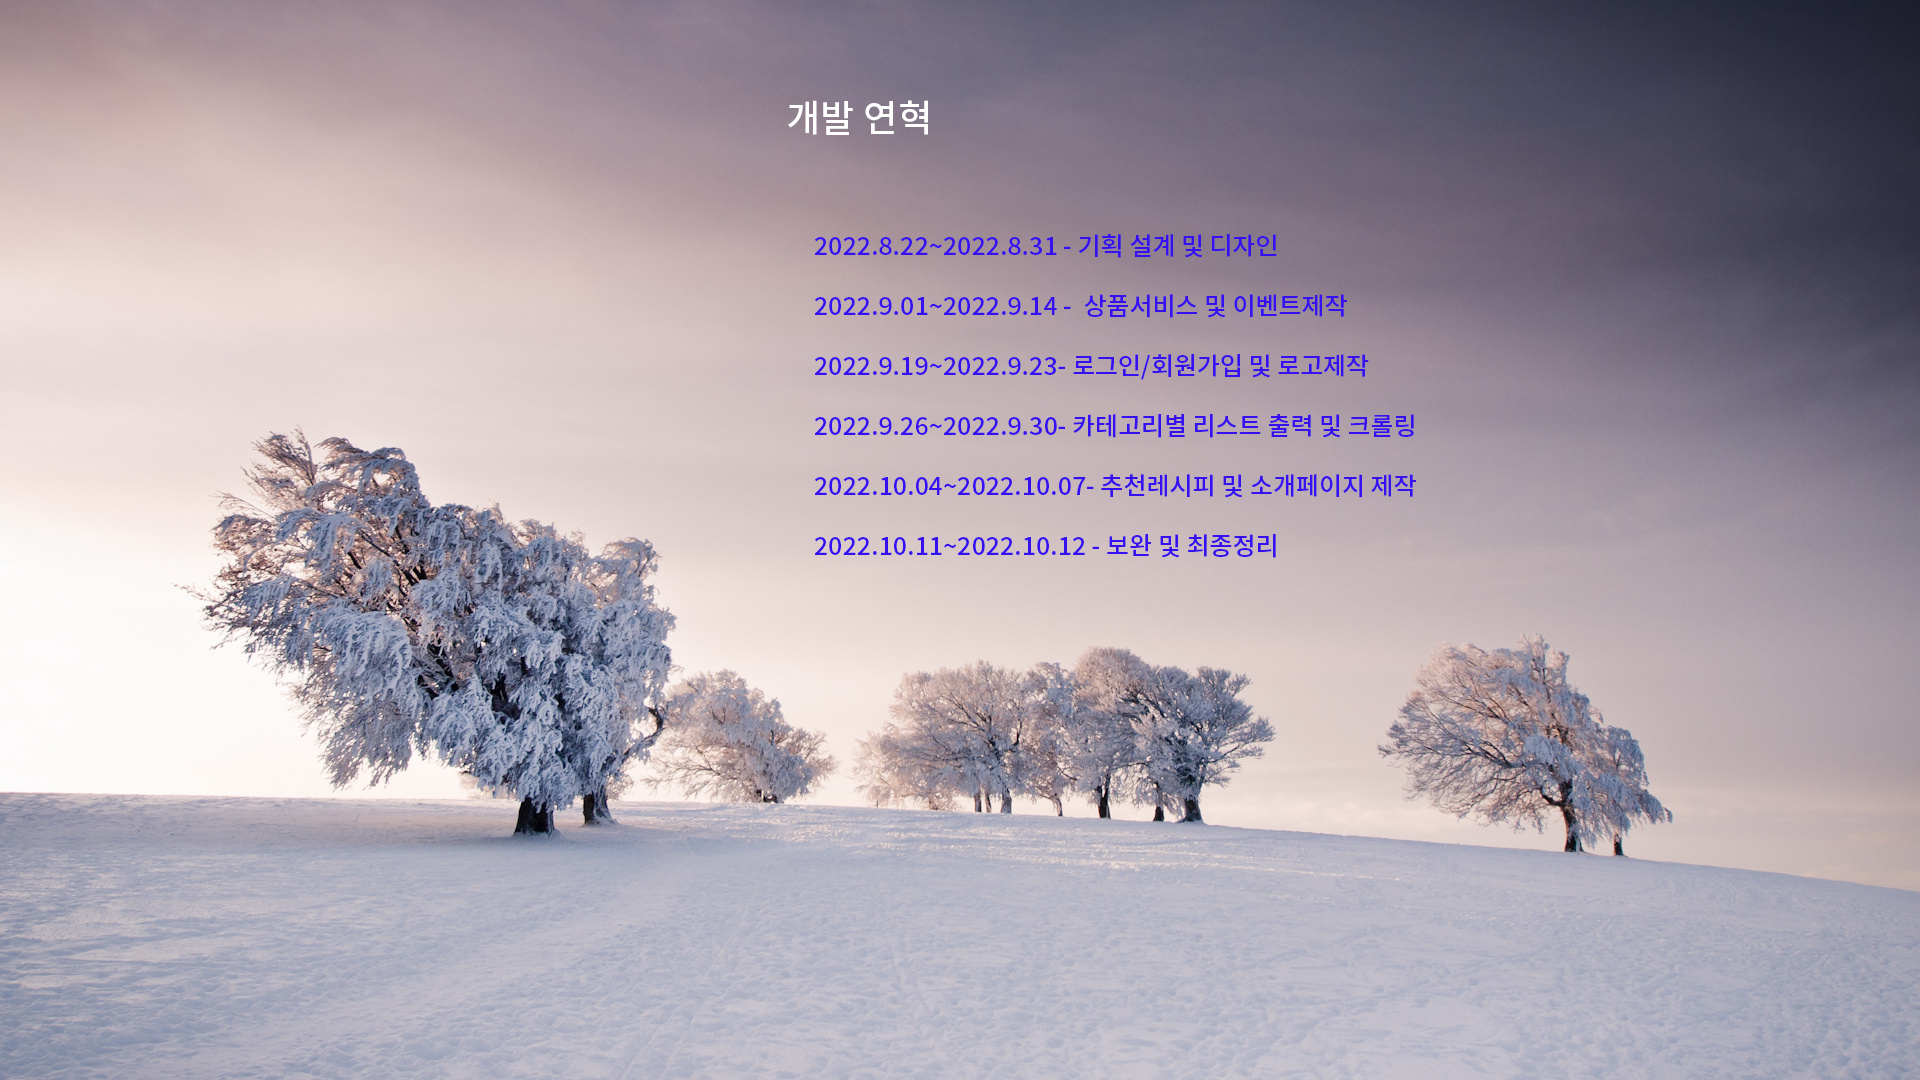 개발 연혁
2022.8.22~2022.8.31 - 기획 설계 및 디자인
2022.9.01~2022.9.14 -  상품서비스 및 이벤트제작
2022.9.19~2022.9.23- 로그인/회원가입 및 로고제작
2022.9.26~2022.9.30- 카테고리별 리스트 출력 및 크롤링
2022.10.04~2022.10.07- 추천레시피 및 소개페이지 제작
2022.10.11~2022.10.12 - 보완 및 최종정리